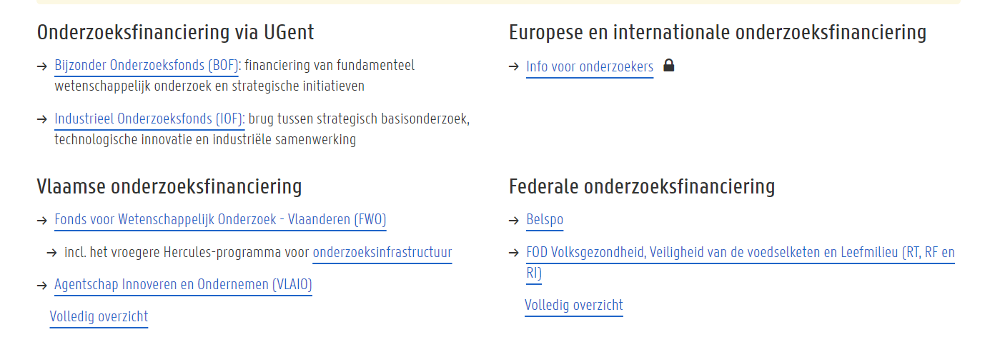 Onderzoeksfinanciering via UGent
→ Bijzonder Onderzoeksfonds (BOF): financiering van fundamenteel
wetenschappelijk onderzoek en strategische initiatieven
→ Industrieel Onderzoeksfonds (IOF): brug tussen strategisch basisonderzoek,
technologische innovatie en industriële samenwerking
Europese en internationale onderzoeksfinanciering
→ Info voor onderzoekers
Vlaamse onderzoeksfinanciering
→ Fonds voor Wetenschappelijk Onderzoek - Vlaanderen (FWO)
→ incl. het vroegere Hercules-programma voor onderzoeksinfrastructuur
→ Agentschap Innoveren en Ondernemen (VLAIO)
Volledig overzicht
Federale onderzoeksfinanciering
→ Belspo
→ FOD Volksgezondheid, Veiligheid van de voedselketen en Leefmilieu (RT, RF en
RI)
Volledig overzicht